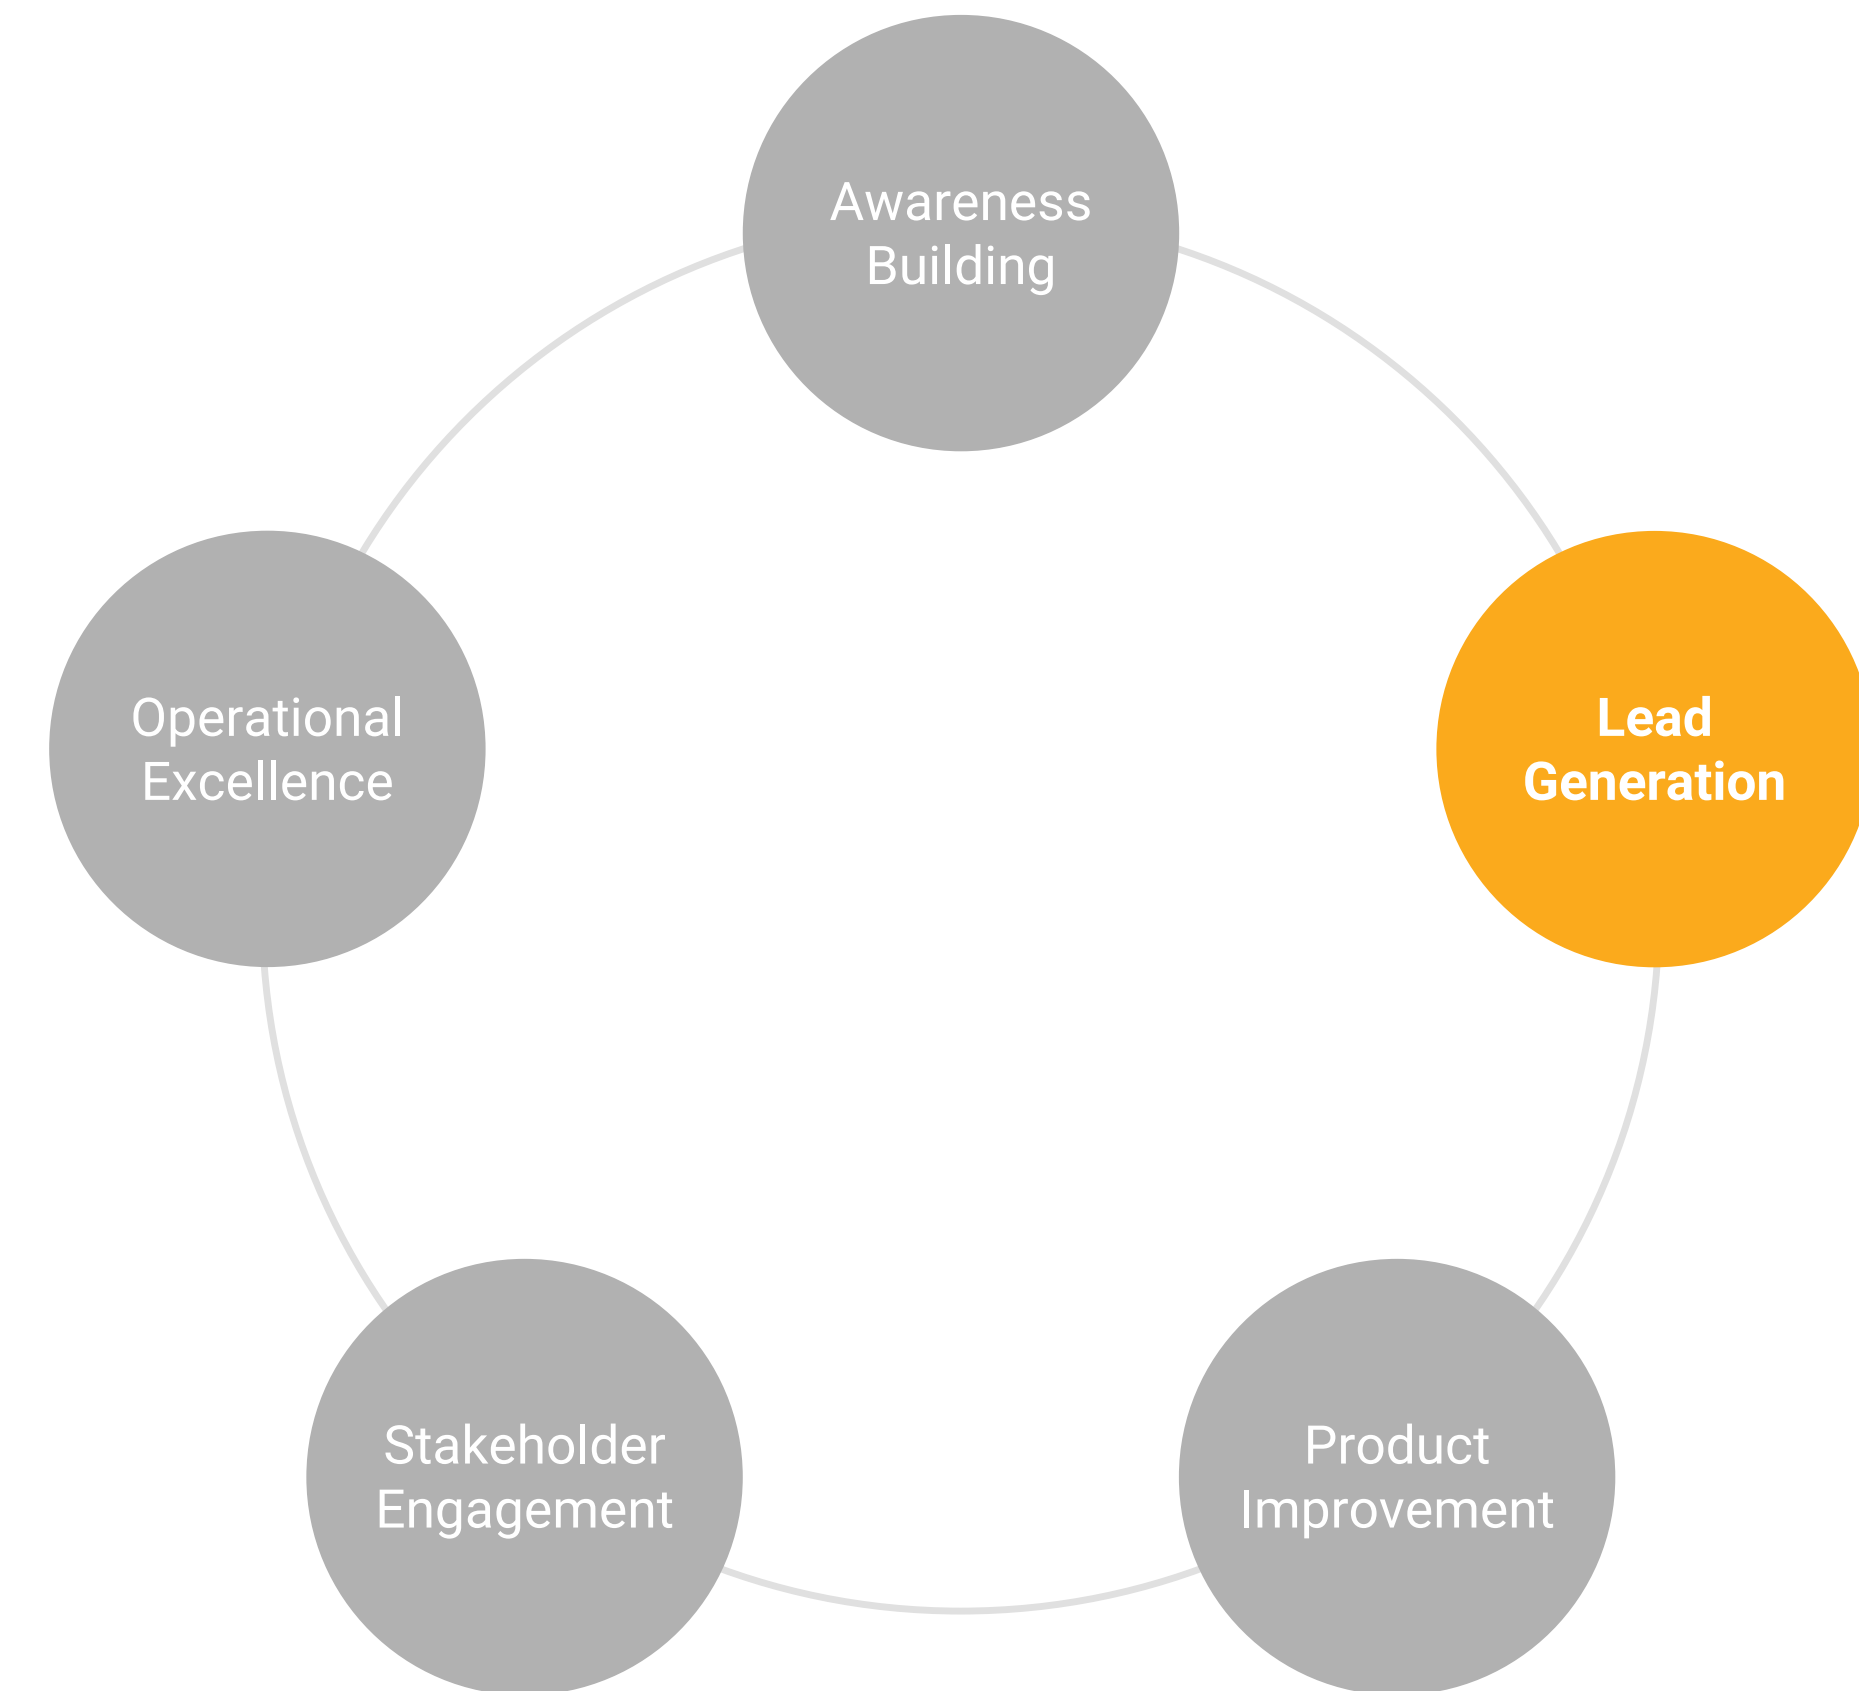 Awareness
Building
Operational
Excellence
Lead
Generation
Stakeholder
Engagement
Product
Improvement